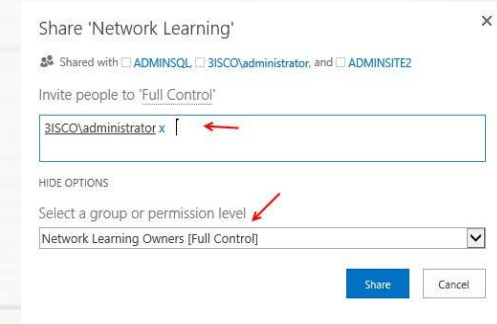 Share 'Network Learning'
Shared with ADMINSQL, 3ISCO\administrator, and ADMINSITE2
Invite people to 'Full Control'
3ISCO\administrator x
HIDE OPTIONS
Select a group or permission level
Network Learning Owners [Full Control]
Share Cancel